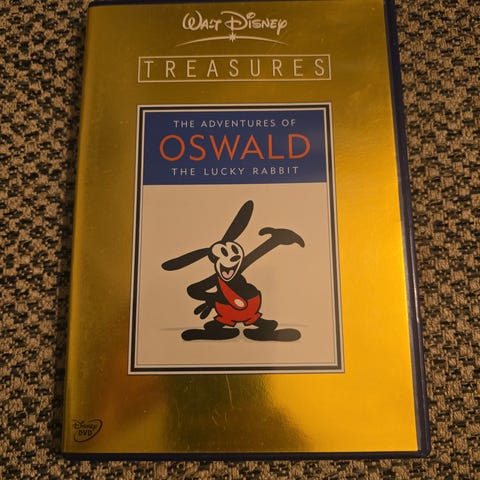 WALT DISNEY
TREASURES
THE ADVENTURES OF
OSWALD
THE LUCKY RABBIT
Disney
DVD